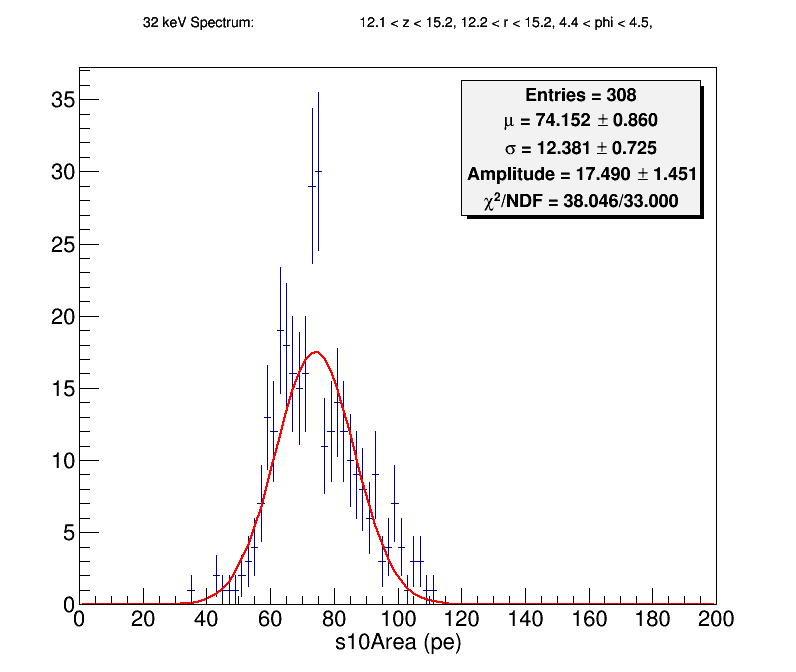 32 keV Spectrum: 12.1 < z < 15.2, 12.2 < r < 15.2, 4.4 < phi < 4.5,
Entries = 308
μ = 74.152 ± 0.860
σ = 12.381 ± 0.725
Amplitude = 17.490 ± 1.451
χ²/NDF = 38.046/33.000
35
30
25
20
15
10
5
0
0 20 40 60 80 100 120 140 160 180 200
s10Area (pe)